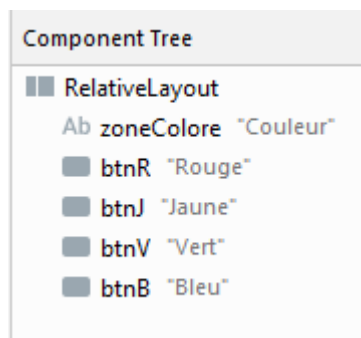 Component Tree
RelativeLayout
Ab zoneColore "Couleur"
btnR "Rouge"
btnJ "Jaune"
btnV "Vert"
btnB "Bleu"